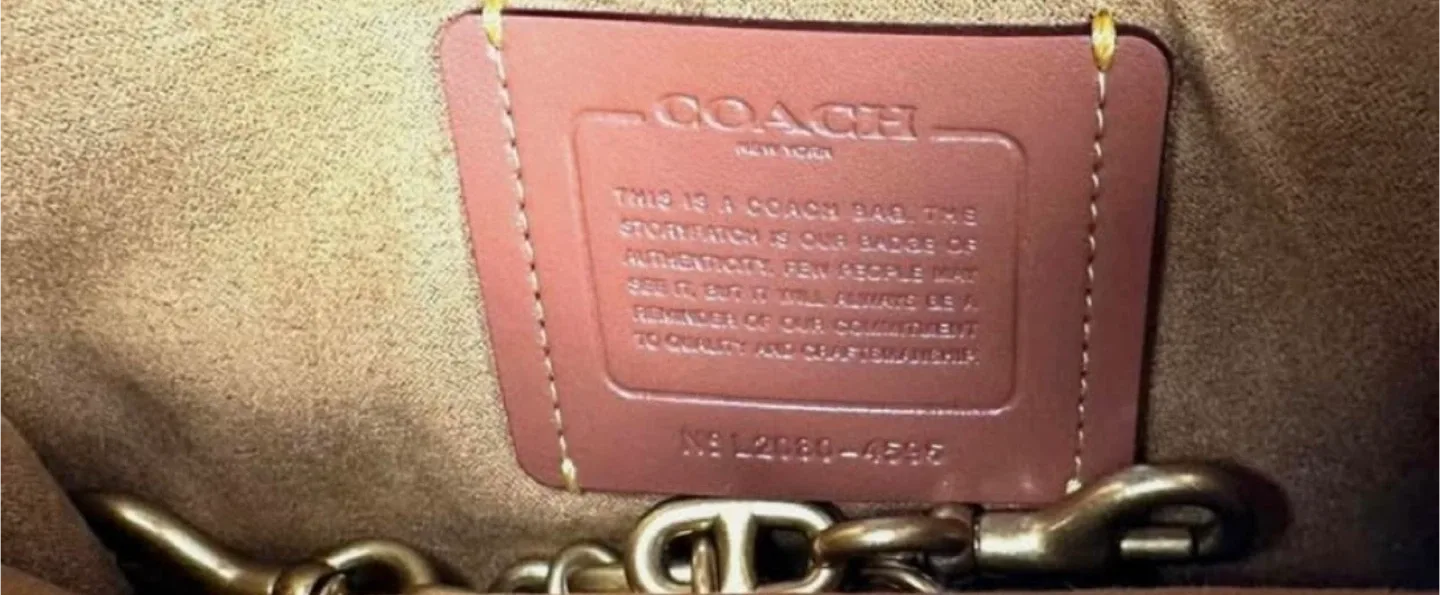 COACH
NEW YORK
THIS IS A COACH BAG. THE
STORYPATCH IS OUR BADGE OF
AUTHENTICITY. FEW PEOPLE MAY
SEE IT, BUT IT WILL ALWAYS BE A
REMINDER OF OUR COMMITMENT
TO QUALITY AND CRAFTSMANSHIP.
Nº L2080-4595